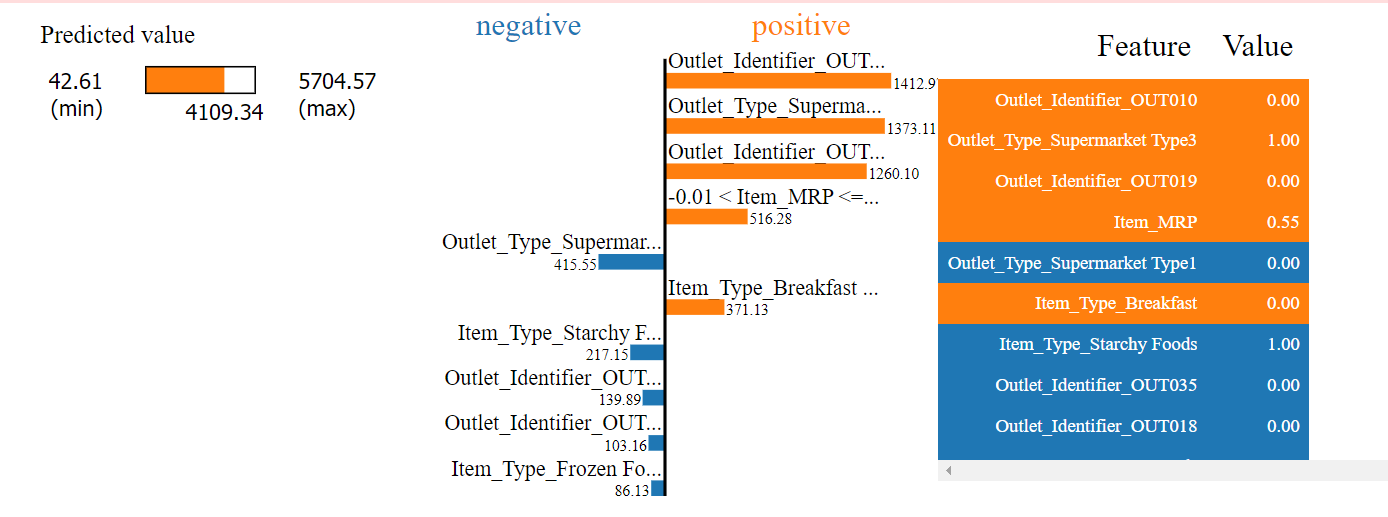 Predicted value
42.61
(min)
4109.34
5704.57
(max)
negative
positive
Outlet_Identifier_OUT...
1412.9
Outlet_Type_Superma...
1373.11
Outlet_Identifier_OUT...
1260.10
-0.01 < Item_MRP <=...
516.28
Outlet_Type_Supermar...
415.55
Item_Type_Breakfast ...
371.13
Item_Type_Starchy F...
217.15
Outlet_Identifier_OUT...
139.89
Outlet_Identifier_OUT...
103.16
Item_Type_Frozen Fo...
86.13
Feature Value
Outlet_Identifier_OUT010 0.00
Outlet_Type_Supermarket Type3 1.00
Outlet_Identifier_OUT019 0.00
Item_MRP 0.55
Outlet_Type_Supermarket Type1 0.00
Item_Type_Breakfast 0.00
Item_Type_Starchy Foods 1.00
Outlet_Identifier_OUT035 0.00
Outlet_Identifier_OUT018 0.00